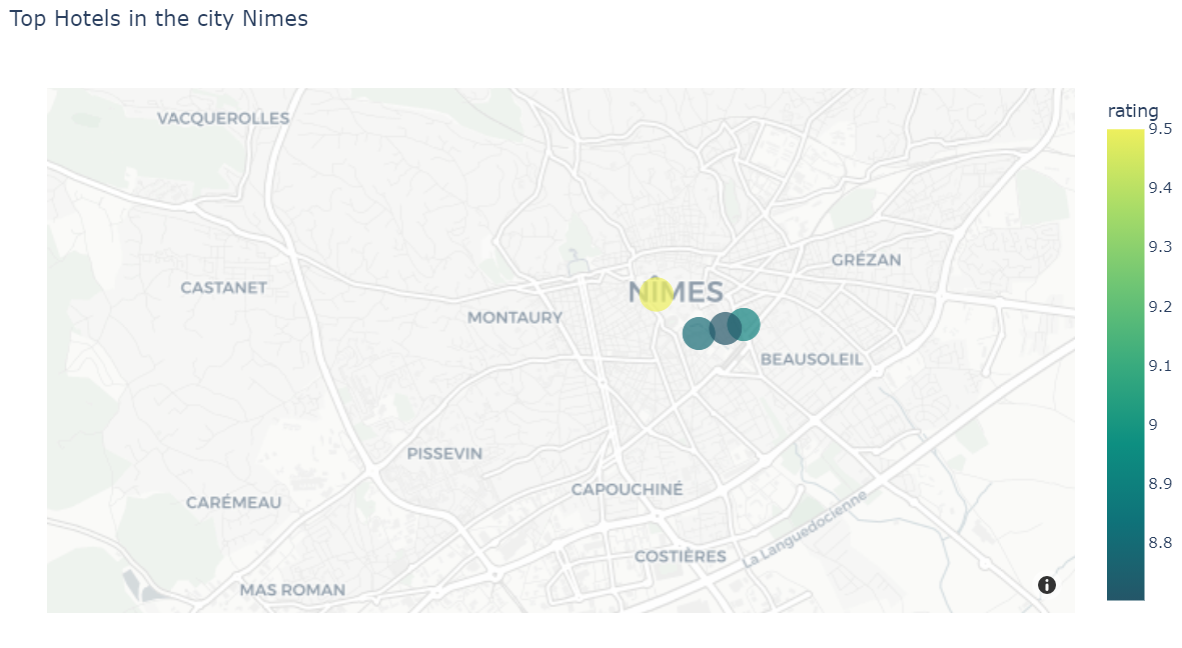 Top Hotels in the city Nimes
VACQUEROLLES
rating
9.5
9.4
9.3
GRÉZAN
CASTANET
NÎMES
9.2
MONTAURY
BEAUSOLEIL
9.1
9
PISSEVIN
8.9
CAPOUCHINÉ
CARÉMEAU
La Languedocienne
8.8
COSTIÈRES
MAS ROMAN